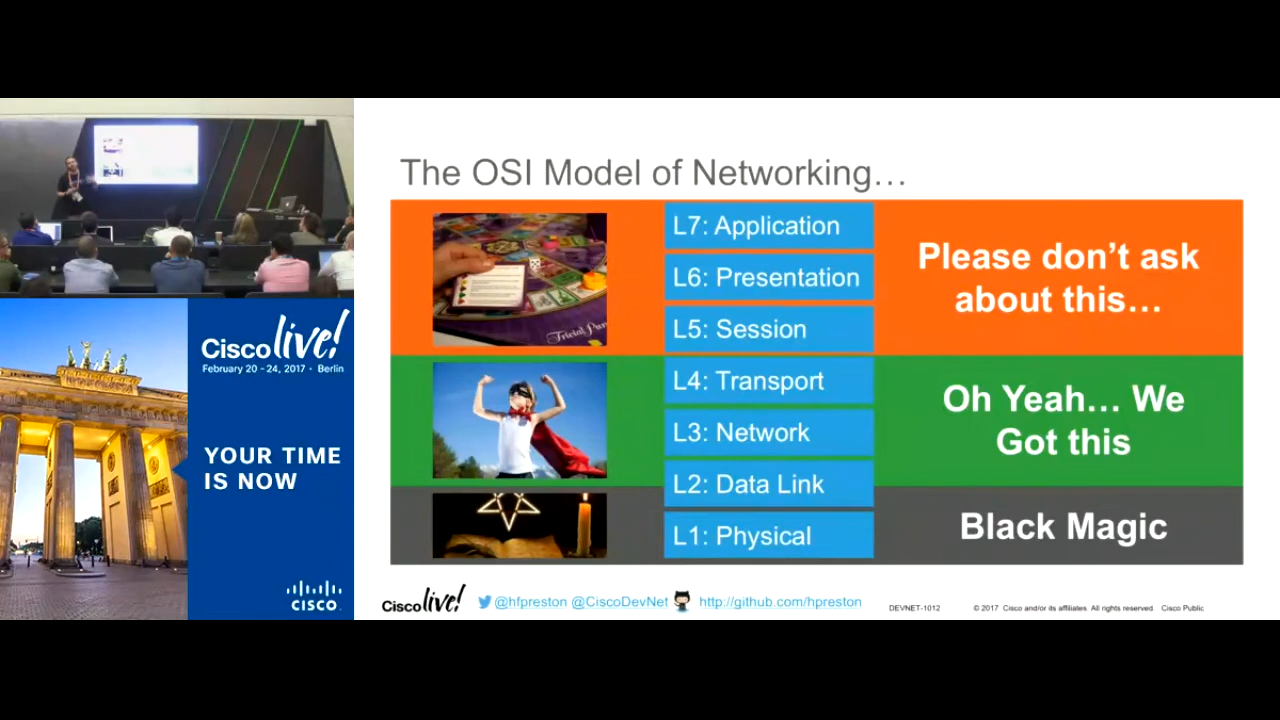 The OSI Model of Networking…
L7: Application
L6: Presentation
L5: Session
Please don’t ask
about this…
Trivial Pur
L4: Transport
L3: Network
L2: Data Link
Oh Yeah… We
Got this
L1: Physical
Black Magic
Cisco live!
February 20 - 24, 2017 • Berlin
YOUR TIME
IS NOW
CISCO
Cisco live!
@hfpreston @CiscoDevNet
http://github.com/hpreston
DEVNET-1012
© 2017 Cisco and/or its affiliates. All rights reserved. Cisco Public